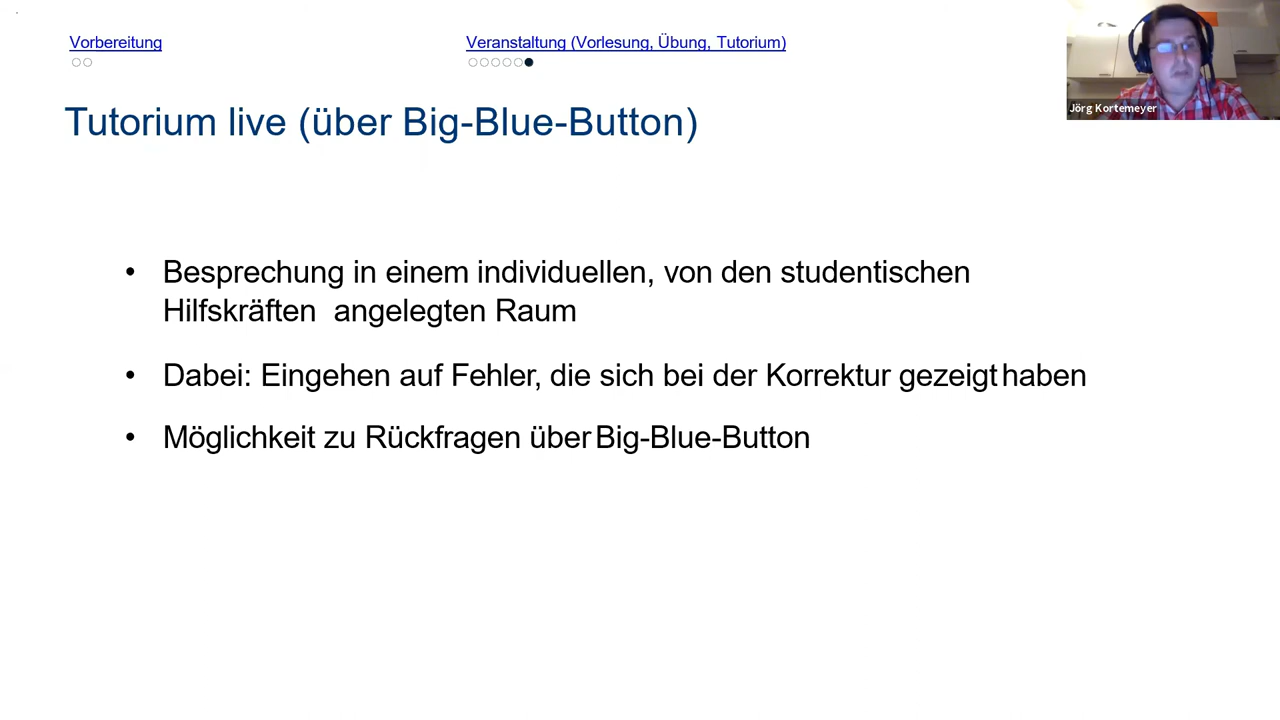 Vorbereitung
Veranstaltung (Vorlesung, Übung, Tutorium)
Jörg Kortemeyer
Tutorium live (über Big-Blue-Button)
• Besprechung in einem individuellen, von den studentischen
Hilfskräften angelegten Raum
• Dabei: Eingehen auf Fehler, die sich bei der Korrektur gezeigt haben
• Möglichkeit zu Rückfragen über Big-Blue-Button